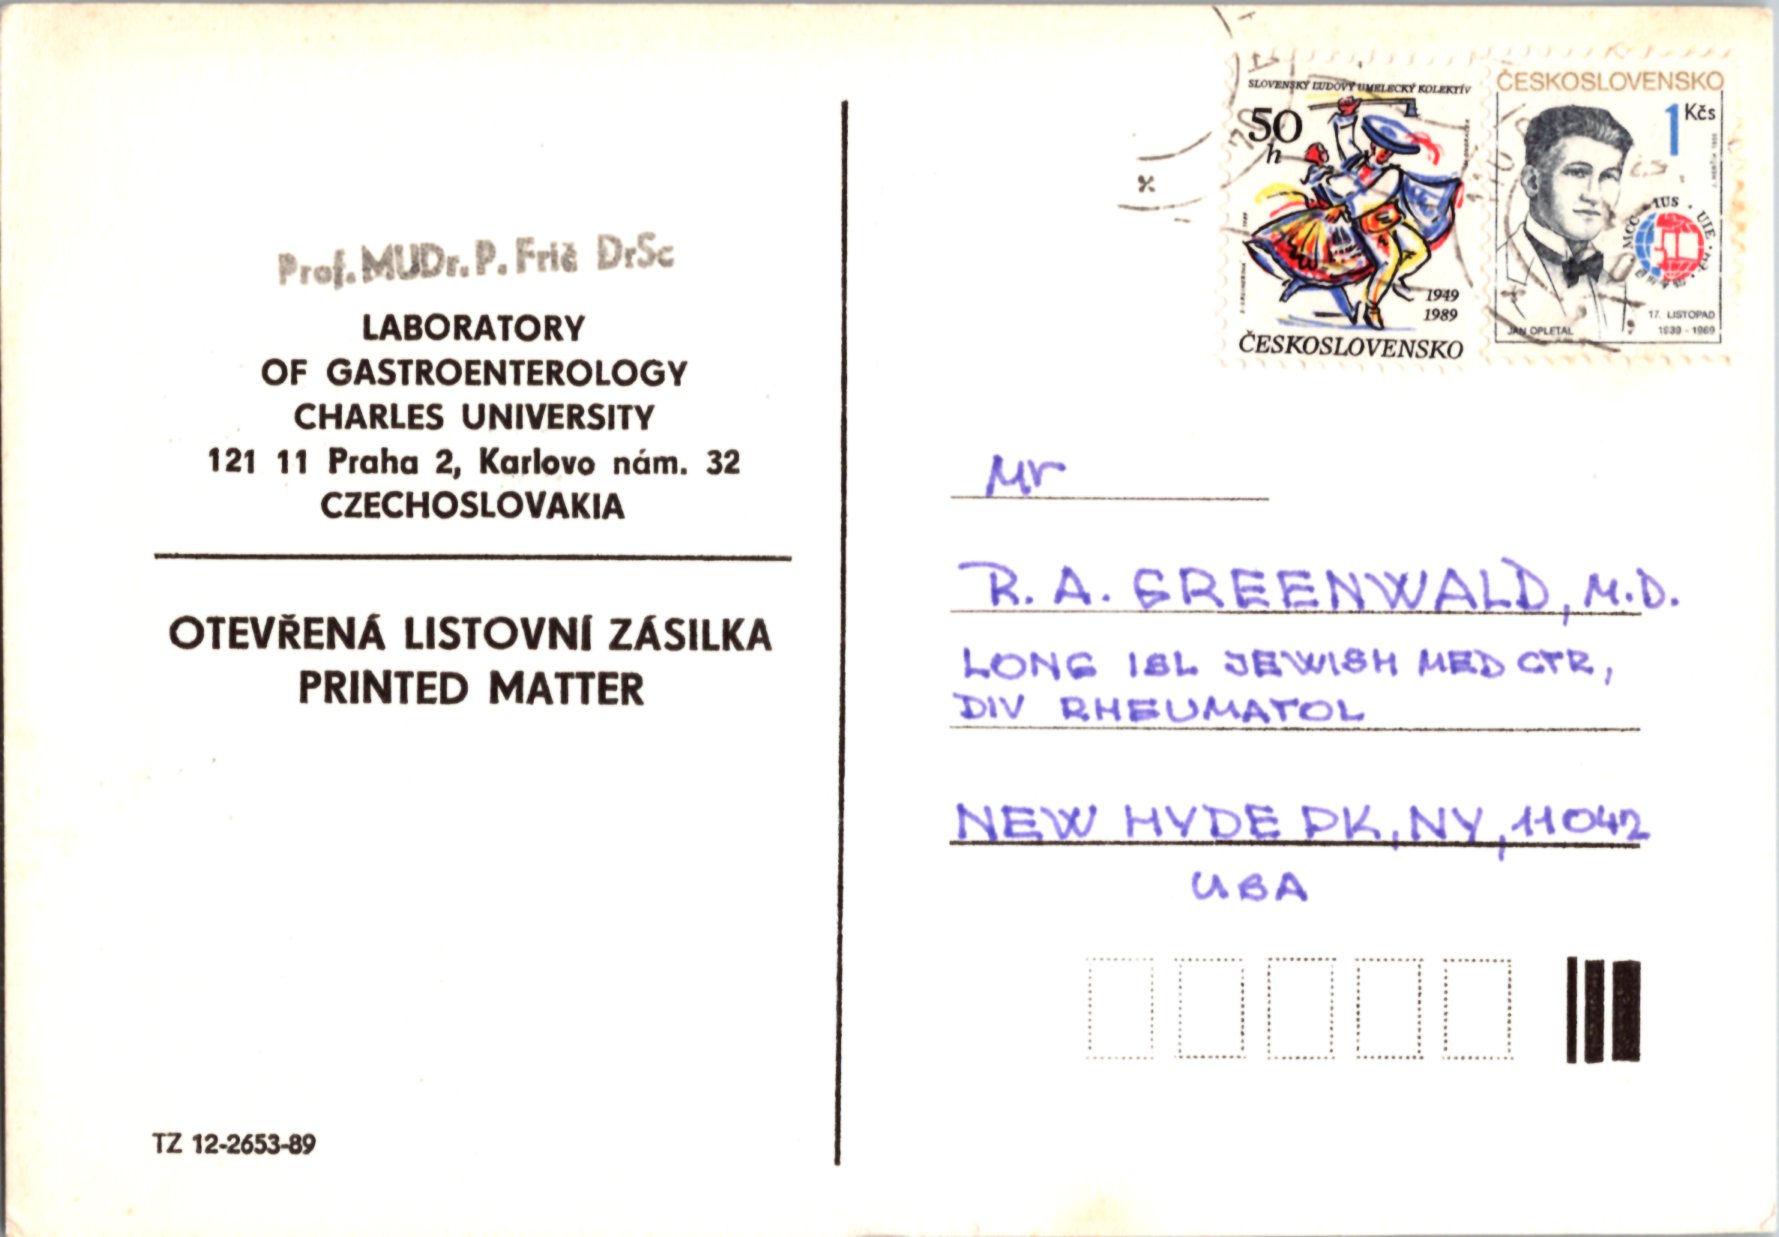 Prof. MUDr. P. Frič DrSc
LABORATORY
OF GASTROENTEROLOGY
CHARLES UNIVERSITY
121 11 Praha 2, Karlovo nám. 32
CZECHOSLOVAKIA
OTEVŘENÁ LISTOVNÍ ZÁSILKA
PRINTED MATTER
TZ 12-2653-89
SLOVENSKÝ ĽUDOVÝ UMELECKÝ KOLEKTÍV
50
h
1949
1989
ČESKOSLOVENSKO
ČESKOSLOVENSKO
1 Kčs
IUS · UIE
17. LISTOPAD
JAN OPLETAL
1939 - 1989
Mr
R. A. GREENWALD, M.D.
LONG ISL JEWISH MED CTR,
DIV RHEUMATOL
NEW HYDE PK, NY, 11042
USA